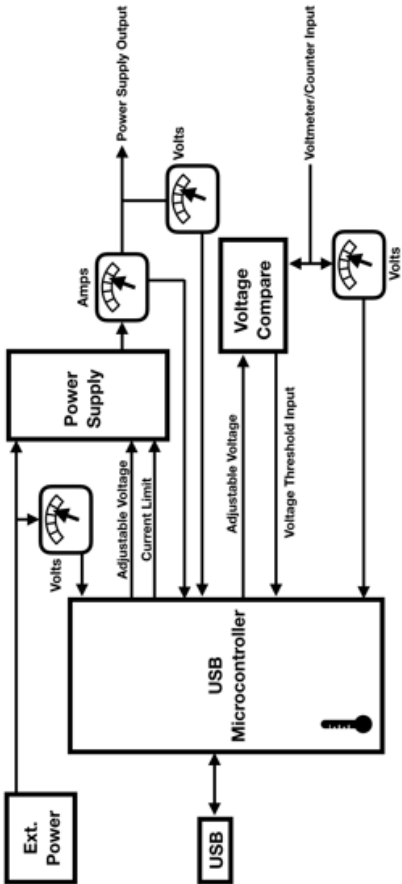 Ext.
Power
USB
USB
Microcontroller
Volts
Adjustable Voltage
Current Limit
Power
Supply
Amps
Power Supply Output
Volts
Adjustable Voltage
Voltage Threshold Input
Voltage
Compare
Voltmeter/Counter Input
Volts